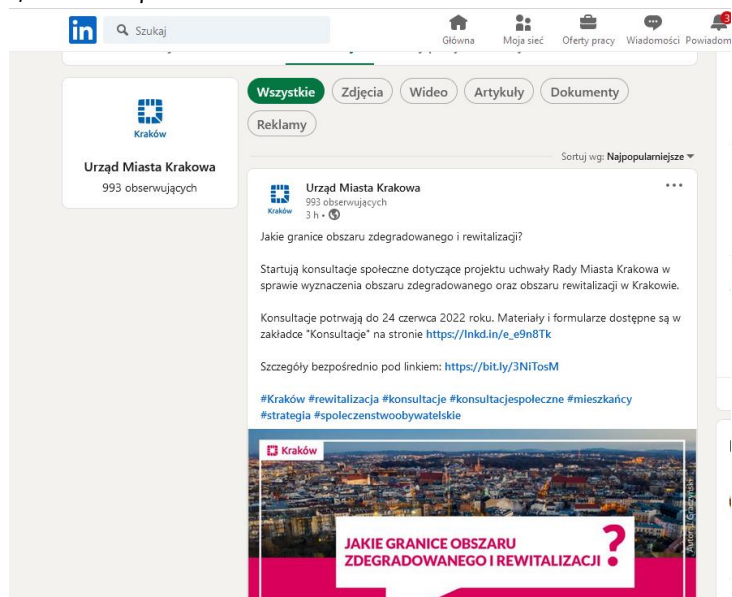 in
Szukaj
Główna
Moja sieć
Oferty pracy
Wiadomości
3
Wszystkie
Zdjęcia
Wideo
Artykuły
Dokumenty
Reklamy
Kraków
Urząd Miasta Krakowa
993 obserwujących
Sortuj wg: Najpopularniejsze
Kraków
Urząd Miasta Krakowa
993 obserwujących
3 h •
Jakie granice obszaru zdegradowanego i rewitalizacji?
Startują konsultacje społeczne dotyczące projektu uchwały Rady Miasta Krakowa w
sprawie wyznaczenia obszaru zdegradowanego oraz obszaru rewitalizacji w Krakowie.
Konsultacje potrwają do 24 czerwca 2022 roku. Materiały i formularze dostępne są w
zakładce "Konsultacje" na stronie https://lnkd.in/e_e9n8Tk
Szczegóły bezpośrednio pod linkiem: https://bit.ly/3NiTosM
#Kraków #rewitalizacja #konsultacje #konsultacjespołeczne #mieszkańcy
#strategia #spoleczenstwoobywatelskie
Kraków
JAKIE GRANICE OBSZARU
ZDEGRADOWANEGO I REWITALIZACJI ?